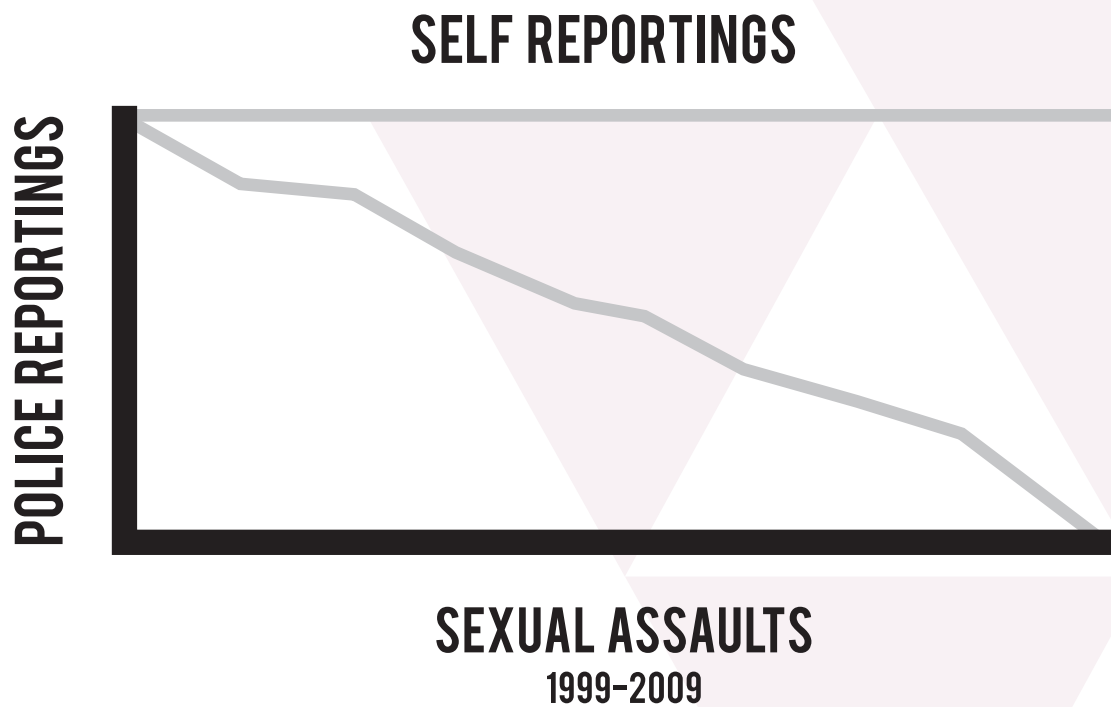 SELF REPORTINGS
POLICE REPORTINGS
SEXUAL ASSAULTS
1999-2009